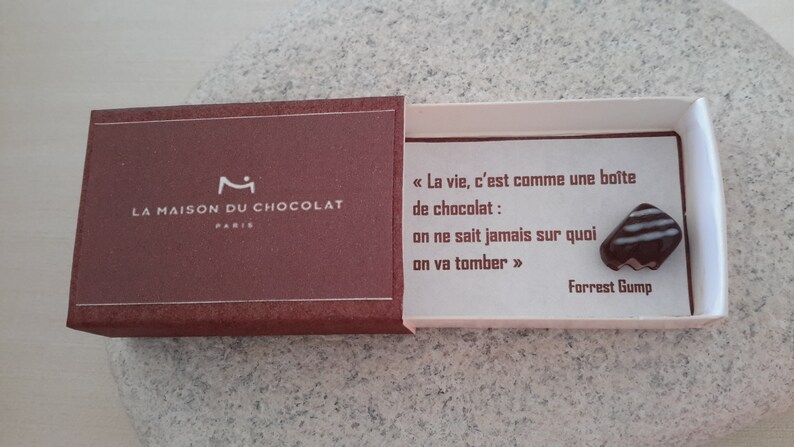 LA MAISON DU CHOCOLAT
PARIS
« La vie, c'est comme une boîte
de chocolat :
on ne sait jamais sur quoi
on va tomber »
Forrest Gump